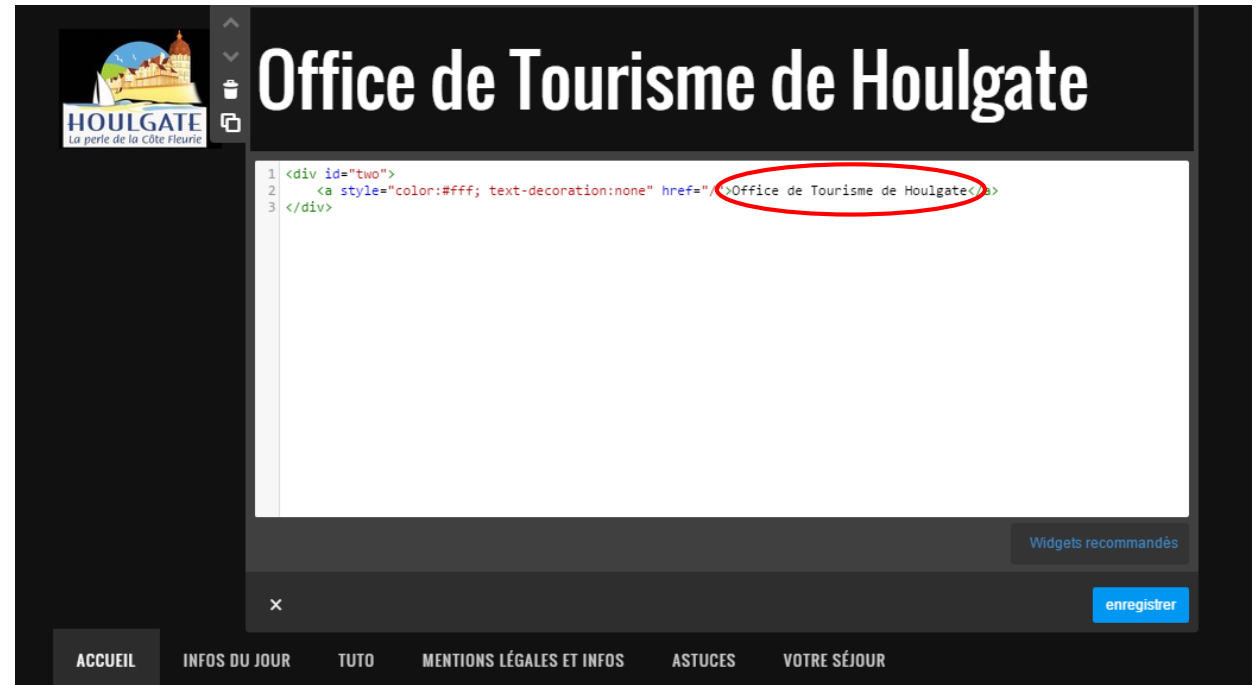 HOULGATE
La perle de la Côte Fleurie
Office de Tourisme de Houlgate
1 <div id="two">
2     <a style="color:#fff; text-decoration:none" href="/">Office de Tourisme de Houlgate</a>
3 </div>
Widgets recommandés
×
enregistrer
ACCUEIL INFOS DU JOUR TUTO MENTIONS LÉGALES ET INFOS ASTUCES VOTRE SÉJOUR